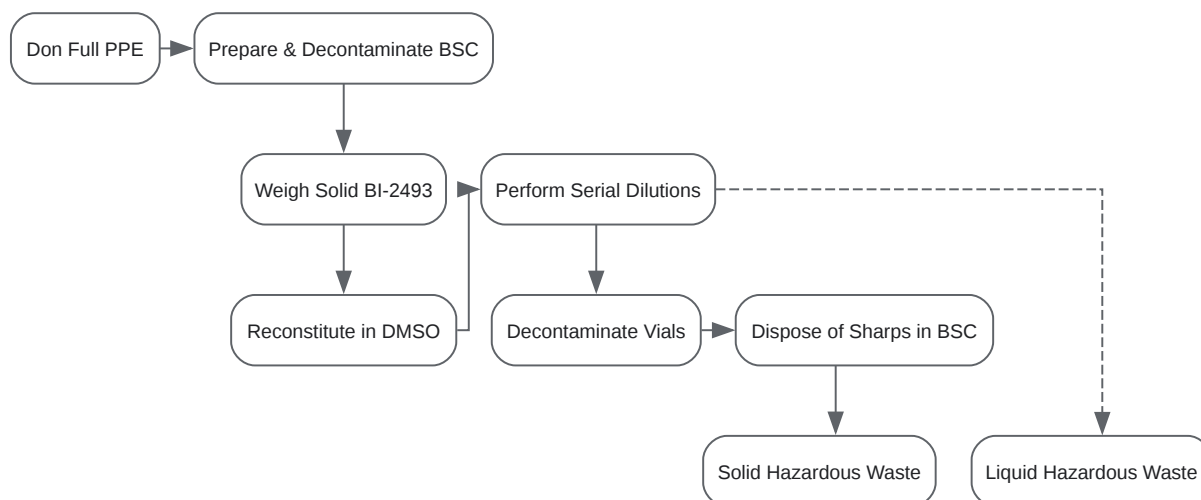 Don Full PPE
Prepare & Decontaminate BSC
Weigh Solid BI-2493
Perform Serial Dilutions
Reconstitute in DMSO
Decontaminate Vials
Dispose of Sharps in BSC
Solid Hazardous Waste
Liquid Hazardous Waste